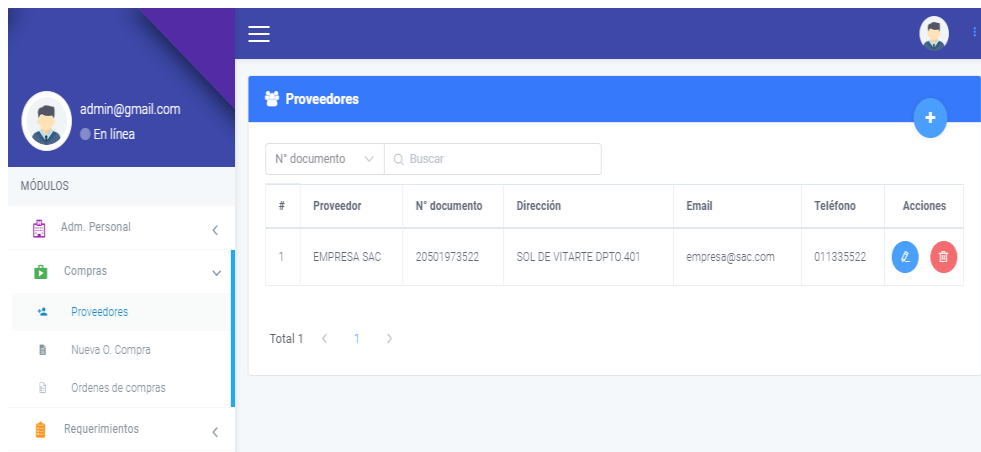 admin@gmail.com
En línea
MÓDULOS
Adm. Personal
Compras
Proveedores
Nueva O. Compra
Ordenes de compras
Requerimientos
Proveedores
+
N° documento Buscar
# Proveedor N° documento Dirección Email Teléfono Acciones
1 EMPRESA SAC 20501973522 SOL DE VITARTE DPTO.401 empresa@sac.com 011335522
Total 1 < 1 >